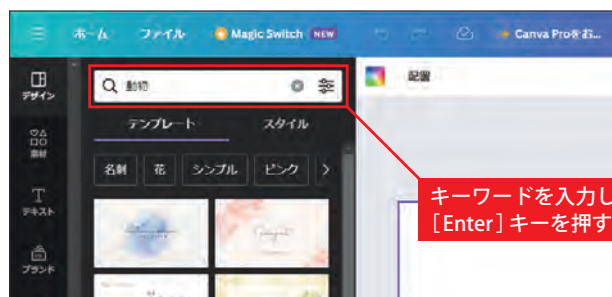 ホーム ファイル Magic Switch NEW Canva Proをお...
デザイン
動物
配置
テンプレート スタイル
素材
名刺 花 シンプル ピンク
テキスト
キーワードを入力し
[Enter] キーを押す
ブランド